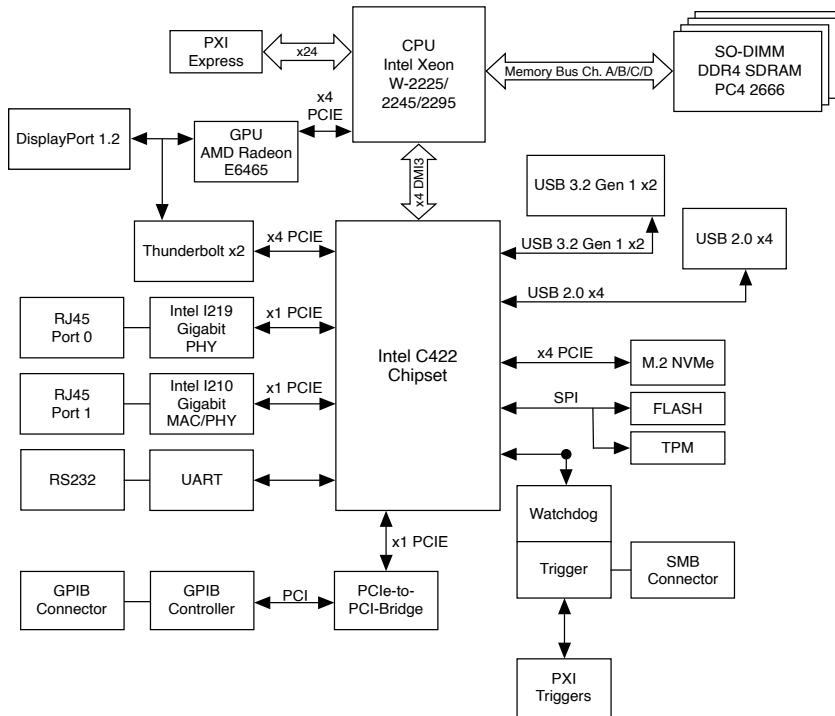 PXI
Express
x24
CPU
Intel Xeon
W-2225/
2245/2295
Memory Bus Ch. A/B/C/D
SO-DIMM
DDR4 SDRAM
PC4 2666
x4
PCIE
DisplayPort 1.2
GPU
AMD Radeon
E6465
x4 DMI3
USB 3.2 Gen 1 x2
USB 3.2 Gen 1 x2
USB 2.0 x4
Thunderbolt x2
x4 PCIE
USB 2.0 x4
RJ45
Port 0
Intel I219
Gigabit
PHY
x1 PCIE
Intel C422
Chipset
x4 PCIE
M.2 NVMe
RJ45
Port 1
Intel I210
Gigabit
MAC/PHY
x1 PCIE
SPI
FLASH
TPM
RS232
UART
Watchdog
x1 PCIE
Trigger
SMB
Connector
GPIB
Connector
GPIB
Controller
PCI
PCIe-to-
PCI-Bridge
PXI
Triggers